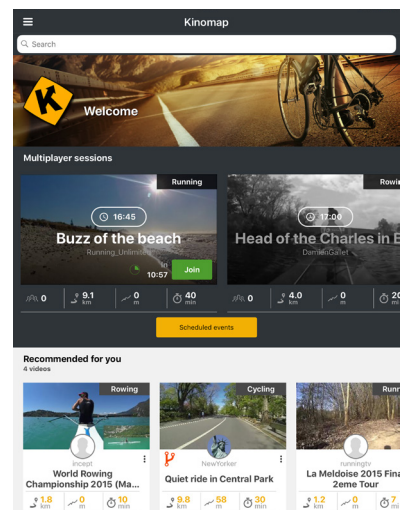 Kinomap
Search
K
Welcome
Multiplayer sessions
Running
16:45
Buzz of the beach
Running_Unlimited
in
10:57
Join
0
9.1
km
0
m
40
min
17:00
Head of the Charles in
DamienGallet
0
4.0
km
0
m
Scheduled events
Recommended for you
4 videos
Rowing
incept
World Rowing
Championship 2015 (Ma...
1.8
km
0
m
10
min
Cycling
NewYorker
Quiet ride in Central Park
9.8
km
58
m
30
min
runningtv
La Meldoise 2015
2eme Tour
1.2
km
0
m
7